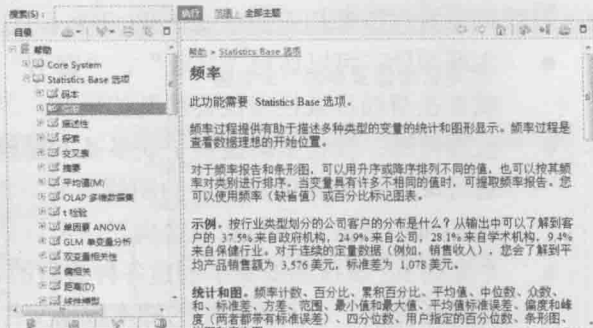 搜索(S)：
执行 范围：全部主题
目录
帮助
Core System
Statistics Base 选项
码本
频率
描述性
探索
交叉表
摘要
平均值(M)
OLAP 多维数据集
t 检验
单因素 ANOVA
GLM 单变量分析
双变量相关性
偏相关
距离(D)
线性模型
帮助 > Statistics Base 选项
频率
此功能需要 Statistics Base 选项。
频率过程提供有助于描述多种类型的变量的统计和图形显示。频率过程是
查看数据理想的开始位置。
对于频率报告和条形图，可以用升序或降序排列不同的值，也可以按其频
率对类别进行排序。当变量具有许多不相同的值时，可提取频率报告。您
可以使用频率（缺省值）或百分比标记图表。
示例。按行业类型划分的公司客户的分布是什么？从输出中可以了解到客
户的 37.5% 来自政府机构，24.9% 来自公司，28.1% 来自学术机构，9.4%
来自保健行业。对于连续的定量数据（例如，销售收入），您会了解到平
均产品销售额为 3,576 美元，标准差为 1,078 美元。
统计和图。频率计数、百分比、累积百分比、平均值、中位数、众数、
和、标准差、方差、范围、最小值和最大值、平均值标准误差、偏度和峰
度（两者都带有标准误差）、四分位数、用户指定的百分位数、条形图、